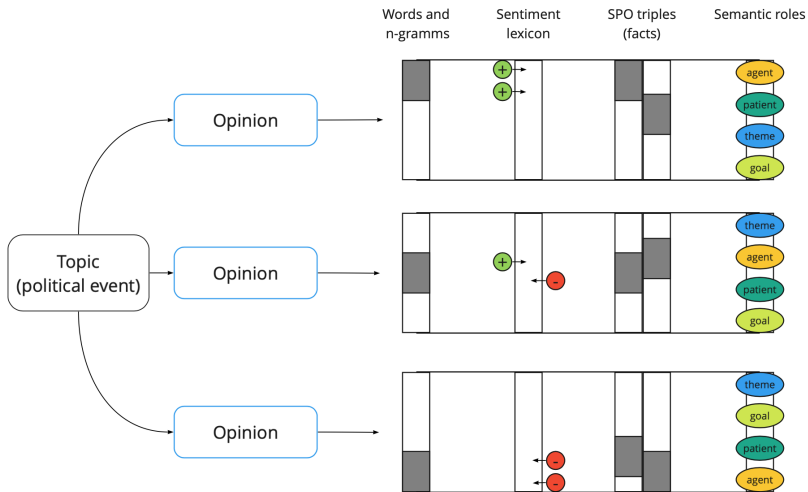 Words and
n-gramms
Sentiment
lexicon
SPO triples
(facts)
Semantic roles
Topic
(political event)
Opinion
+
+
agent
patient
theme
goal
Opinion
+
-
theme
agent
patient
goal
Opinion
-
-
theme
goal
patient
agent